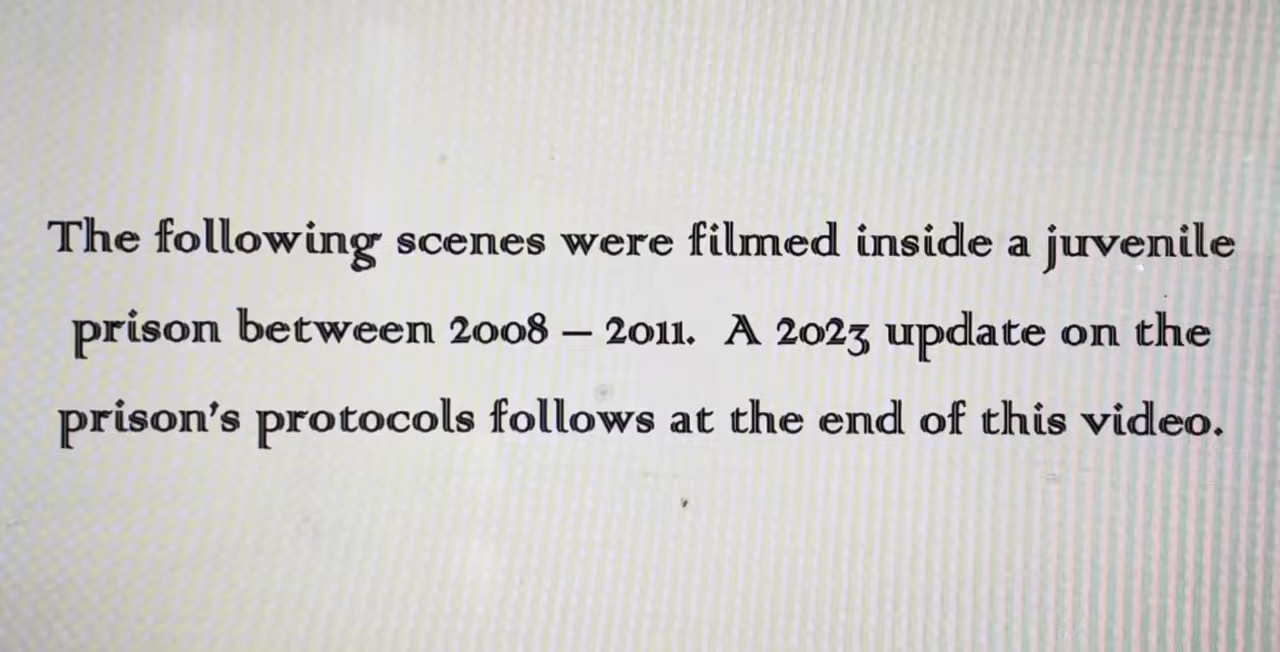 The following scenes were filmed inside a juvenile
prison between 2008 – 2011. A 2023 update on the
prison's protocols follows at the end of this video.